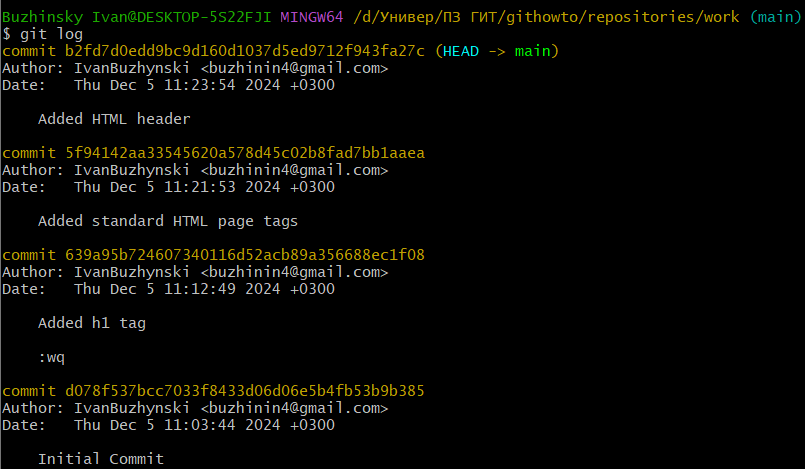 Buzhinsky Ivan@DESKTOP-5S22FJI MINGW64 /d/Универ/ПЗ ГИТ/githowto/repositories/work (main)
$ git log
commit b2fd7d0edd9bc9d160d1037d5ed9712f943fa27c (HEAD -> main)
Author: IvanBuzhynski <buzhinin4@gmail.com>
Date:   Thu Dec 5 11:23:54 2024 +0300
    Added HTML header
commit 5f94142aa33545620a578d45c02b8fad7bb1aaea
Author: IvanBuzhynski <buzhinin4@gmail.com>
Date:   Thu Dec 5 11:21:53 2024 +0300
    Added standard HTML page tags
commit 639a95b724607340116d52acb89a356688ec1f08
Author: IvanBuzhynski <buzhinin4@gmail.com>
Date:   Thu Dec 5 11:12:49 2024 +0300
    Added h1 tag
    :wq
commit d078f537bcc7033f8433d06d06e5b4fb53b9b385
Author: IvanBuzhynski <buzhinin4@gmail.com>
Date:   Thu Dec 5 11:03:44 2024 +0300
    Initial Commit